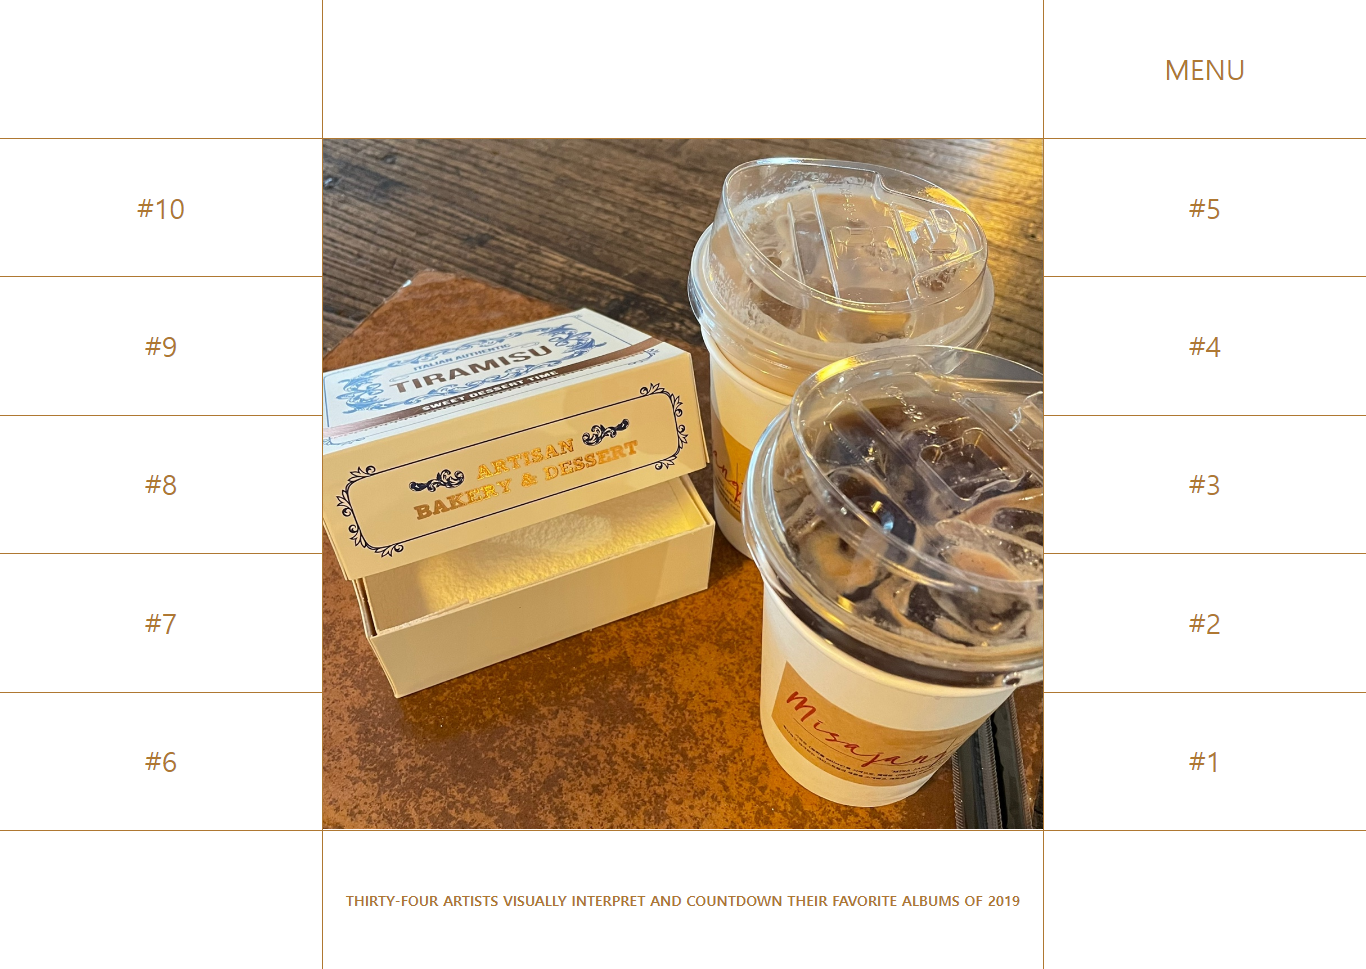 MENU
#10
#9
#8
#7
#6
#5
#4
#3
#2
#1
ITALIAN AUTHENTIC
TIRAMISU
SWEET DESSERT TIME
ARTISAN
BAKERY & DESSERT
Misajang
THIRTY-FOUR ARTISTS VISUALLY INTERPRET AND COUNTDOWN THEIR FAVORITE ALBUMS OF 2019